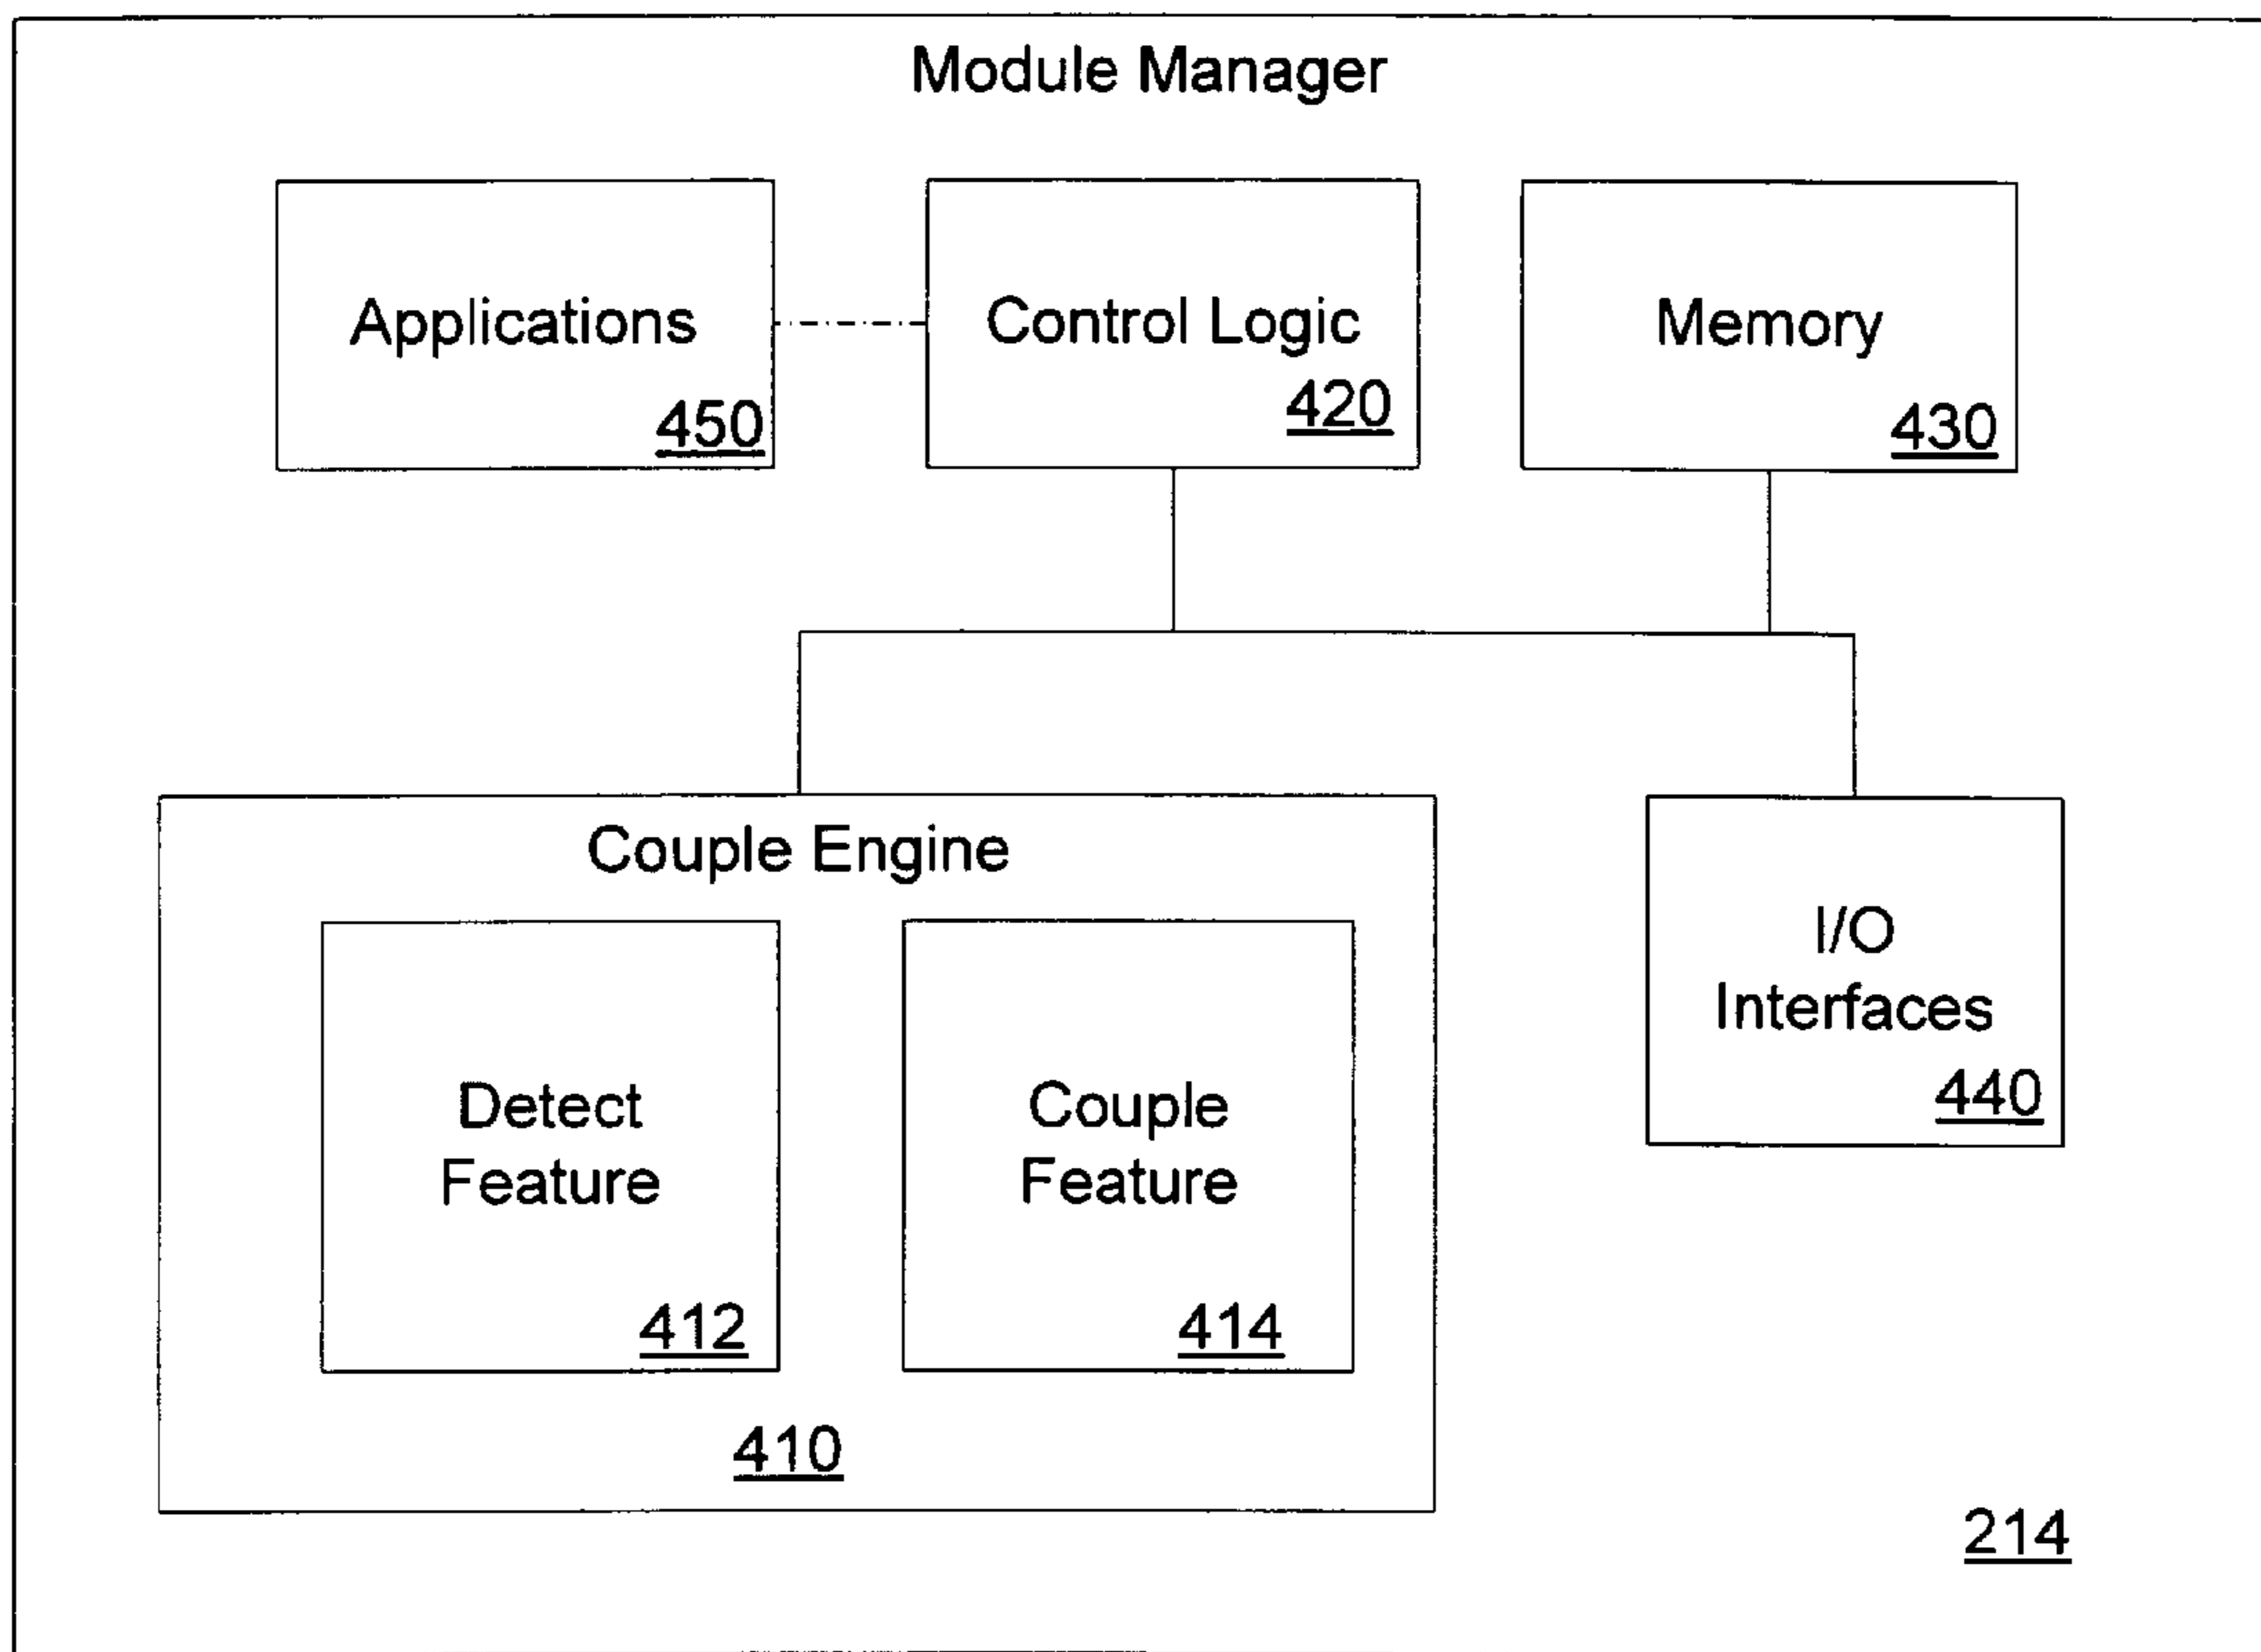 Module Manager
Applications
450
Control Logic
420
Memory
430
Couple Engine
Detect
Feature
412
Couple
Feature
414
410
I/O
Interfaces
440
214